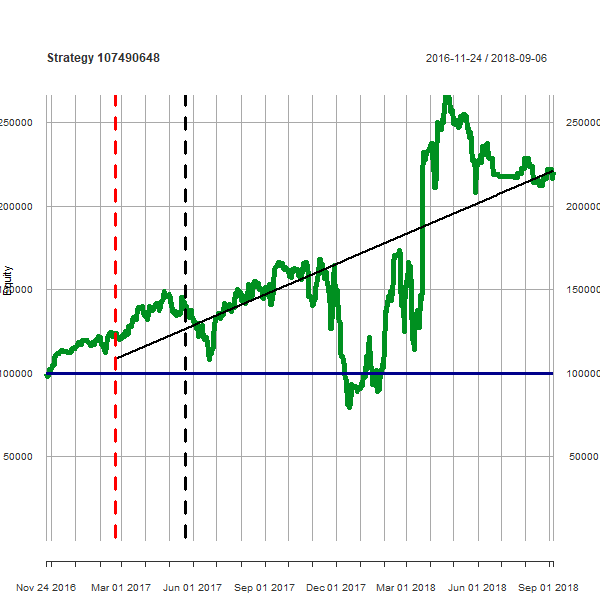 Strategy 107490648
2016-11-24 / 2018-09-06
250000
250000
200000
200000
Equity
150000
150000
100000
100000
50000
50000
Nov 24 2016
Mar 01 2017
Jun 01 2017
Sep 01 2017
Dec 01 2017
Mar 01 2018
Jun 01 2018
Sep 01 2018